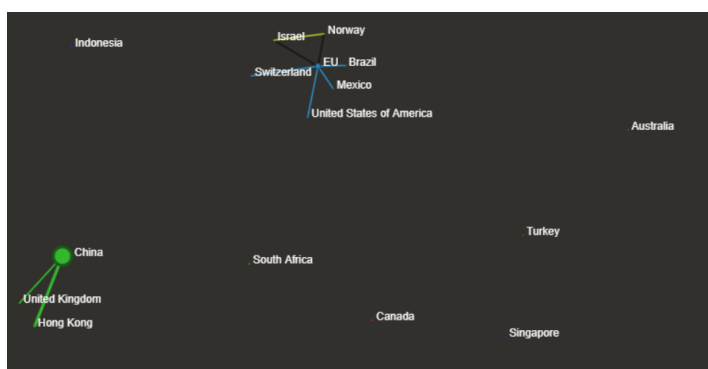 Norway
Israel
Indonesia
EU
Brazil
Switzerland
Mexico
United States of America
Australia
Turkey
China
South Africa
United Kingdom
Canada
Hong Kong
Singapore